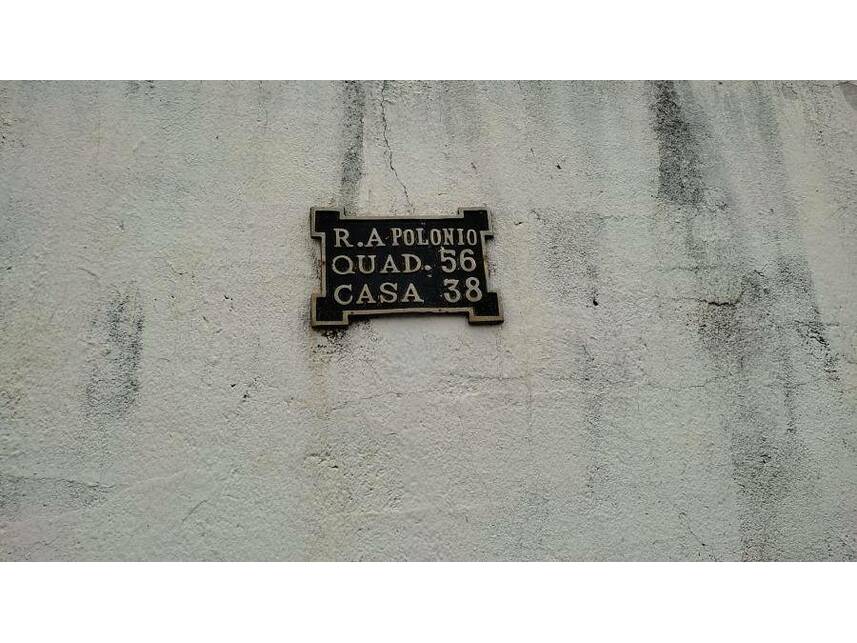 R.A POLONIO
QUAD. 56
CASA 38